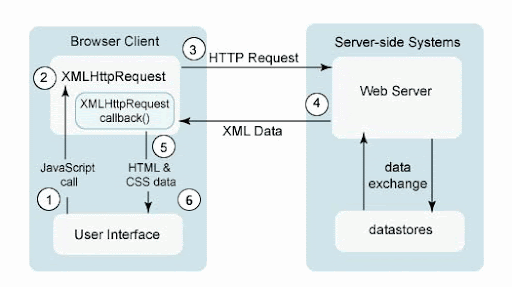 Browser Client
Server-side Systems
3
HTTP Request
2
XMLHttpRequest
Web Server
XMLHttpRequest
callback()
4
XML Data
5
JavaScript
call
HTML &
CSS data
data
exchange
1
6
User Interface
datastores